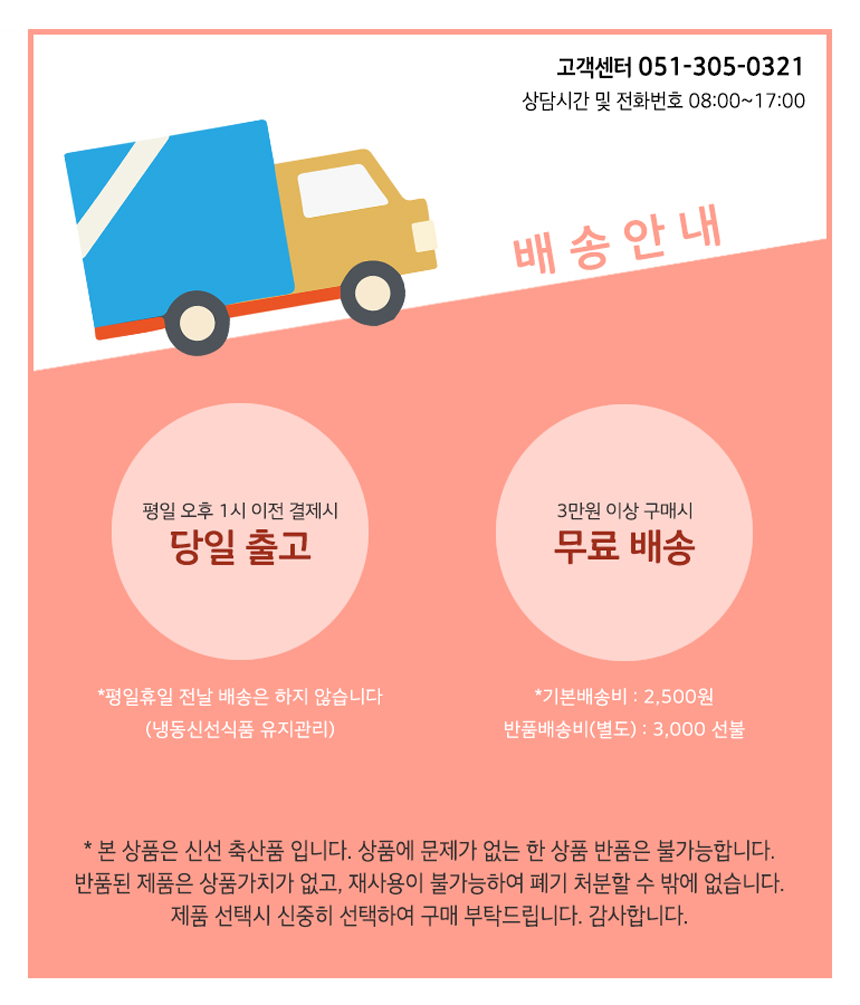 고객센터 051-305-0321
상담시간 및 전화번호 08:00~17:00
배송안내
평일 오후 1시 이전 결제시
당일 출고
3만원 이상 구매시
무료 배송
*평일휴일 전날 배송은 하지 않습니다
(냉동신선식품 유지관리)
*기본배송비 : 2,500원
반품배송비(별도) : 3,000 선불
* 본 상품은 신선 축산품 입니다. 상품에 문제가 없는 한 상품 반품은 불가능합니다.
반품된 제품은 상품가치가 없고, 재사용이 불가능하여 폐기 처분할 수 밖에 없습니다.
제품 선택시 신중히 선택하여 구매 부탁드립니다. 감사합니다.